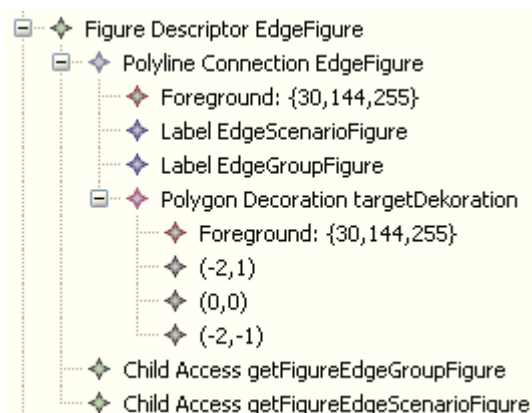 Figure Descriptor EdgeFigure
Polyline Connection EdgeFigure
Foreground: {30,144,255}
Label EdgeScenarioFigure
Label EdgeGroupFigure
Polygon Decoration targetDekoration
Foreground: {30,144,255}
(-2,1)
(0,0)
(-2,-1)
Child Access getFigureEdgeGroupFigure
Child Access getFigureEdgeScenarioFigure